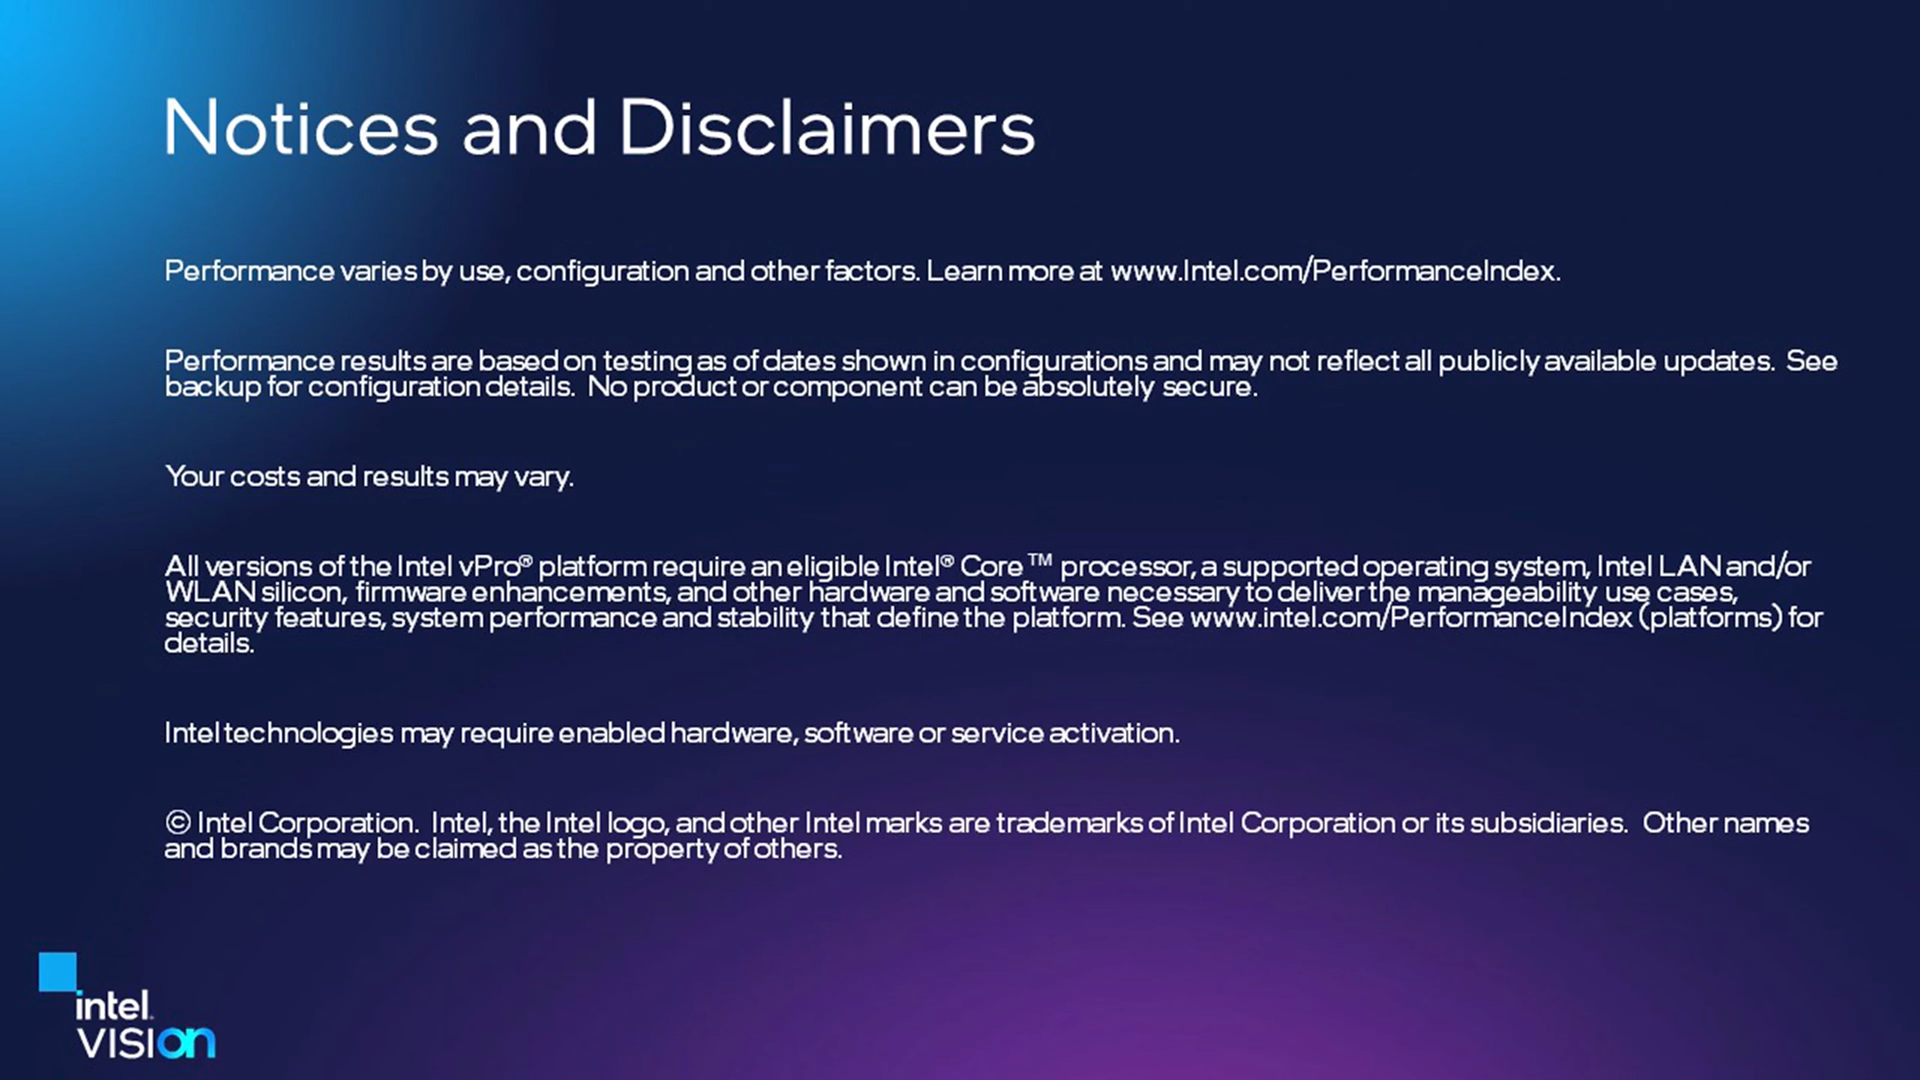 Notices and Disclaimers
Performance varies by use, configuration and other factors. Learn more at www.Intel.com/PerformanceIndex.
Performance results are based on testing as of dates shown in configurations and may not reflect all publicly available updates. See
backup for configuration details. No product or component can be absolutely secure.
Your costs and results may vary.
All versions of the Intel vPro® platform require an eligible Intel® Core™ processor, a supported operating system, Intel LAN and/or
WLAN silicon, firmware enhancements, and other hardware and software necessary to deliver the manageability use cases,
security features, system performance and stability that define the platform. See www.intel.com/PerformanceIndex (platforms) for
details.
Intel technologies may require enabled hardware, software or service activation.
© Intel Corporation. Intel, the Intel logo, and other Intel marks are trademarks of Intel Corporation or its subsidiaries. Other names
and brands may be claimed as the property of others.
intel.
VISION